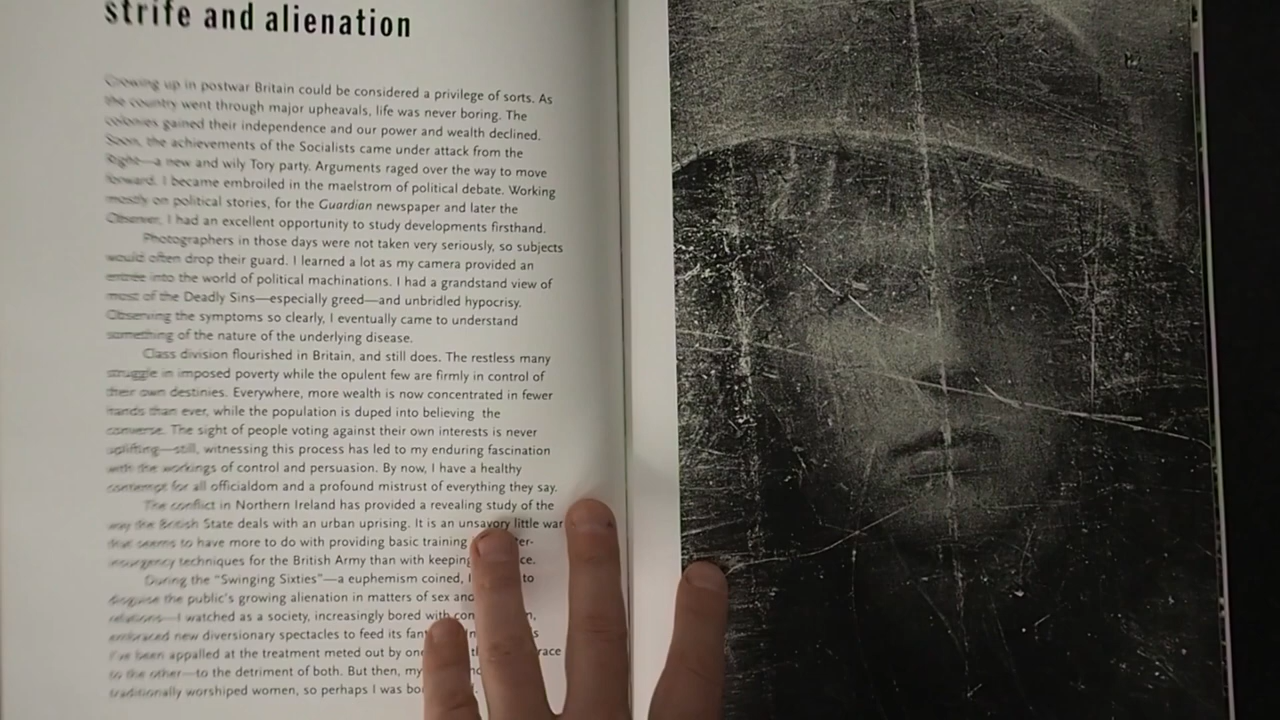 strife and alienation
Growing up in postwar Britain could be considered a privilege of sorts. As
the country went through major upheavals, life was never boring. The
colonies gained their independence and our power and wealth declined.
Soon, the achievements of the Socialists came under attack from the
Right—a new and wily Tory party. Arguments raged over the way to move
forward. I became embroiled in the maelstrom of political debate. Working
mostly on political stories, for the Guardian newspaper and later the
Observer, I had an excellent opportunity to study developments firsthand.
Photographers in those days were not taken very seriously, so subjects
would often drop their guard. I learned a lot as my camera provided an
entree into the world of political machinations. I had a grandstand view of
most of the Deadly Sins—especially greed—and unbridled hypocrisy.
Observing the symptoms so clearly, I eventually came to understand
something of the nature of the underlying disease.
Class division flourished in Britain, and still does. The restless many
struggle in imposed poverty while the opulent few are firmly in control of
their own destinies. Everywhere, more wealth is now concentrated in fewer
hands than ever, while the population is duped into believing the
converse. The sight of people voting against their own interests is never
uplifting—still, witnessing this process has led to my enduring fascination
with the workings of control and persuasion. By now, I have a healthy
contempt for all officialdom and a profound mistrust of everything they say.
The conflict in Northern Ireland has provided a revealing study of the
way the British State deals with an urban uprising. It is an unsavory little war
that seems to have more to do with providing basic training
insurgency techniques for the British Army than with keeping
During the "Swinging Sixties"—a euphemism coined, to
disguise the public's growing alienation in matters of sex and
relations—I watched as a society, increasingly bored with
embraced new diversionary spectacles to feed its
I've been appalled at the treatment meted out by one race
to the other—to the detriment of both. But then, my
traditionally worshiped women, so perhaps I was